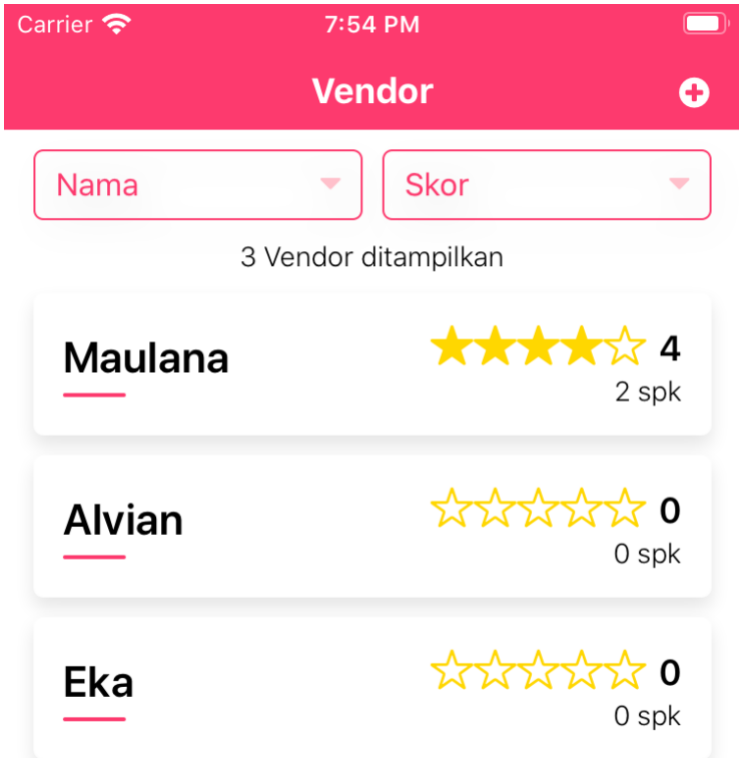 Carrier 7:54 PM
Vendor
Nama Skor
3 Vendor ditampilkan
Maulana 4
2 spk
Alvian 0
0 spk
Eka 0
0 spk